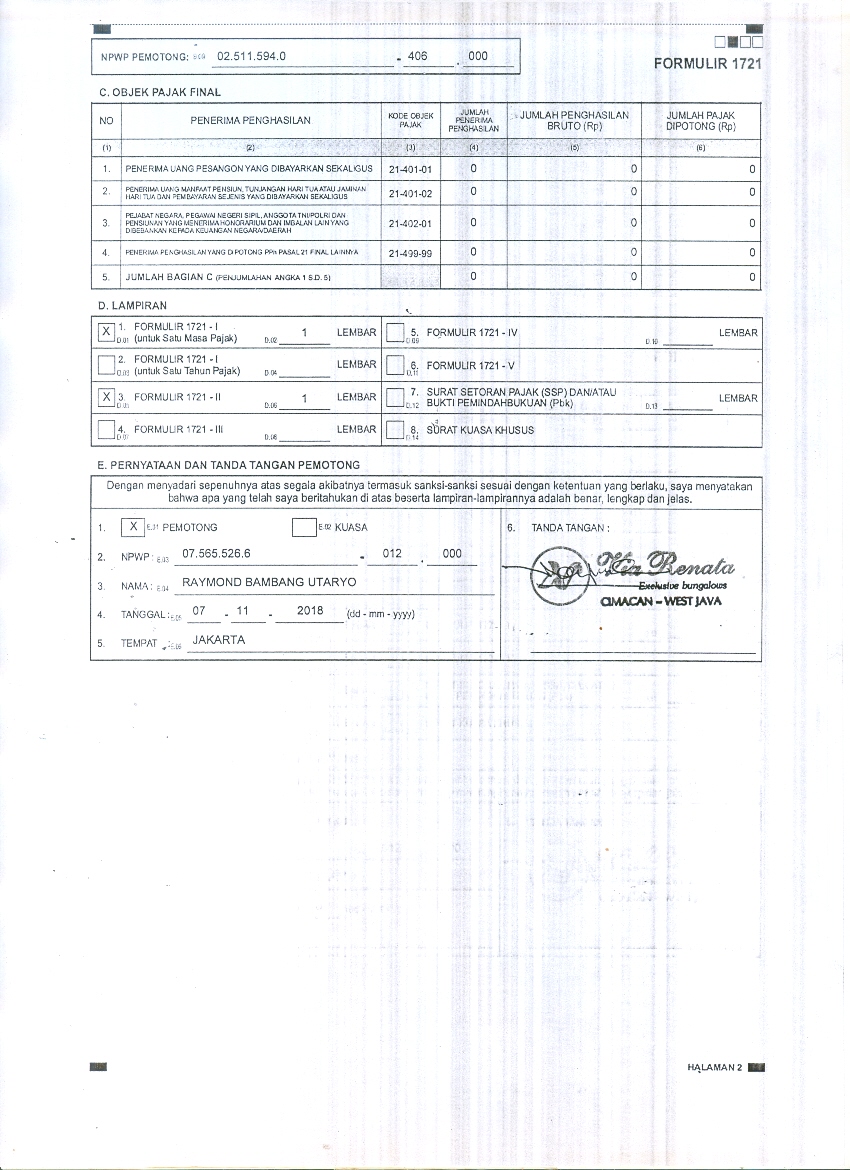 NPWP PEMOTONG: 02.511.594.0 - 406 . 000
FORMULIR 1721
C. OBJEK PAJAK FINAL
NO PENERIMA PENGHASILAN KODE OBJEK PAJAK JUMLAH PENERIMA PENGHASILAN JUMLAH PENGHASILAN BRUTO (Rp) JUMLAH PAJAK DIPOTONG (Rp)
(1) (2) (3) (4) (5) (6)
1. PENERIMA UANG PESANGON YANG DIBAYARKAN SEKALIGUS 21-401-01 0 0 0
2. PENERIMA UANG MANFAAT PENSIUN, TUNJANGAN HARI TUA ATAU JAMINAN
HARI TUA DAN PEMBAYARAN SEJENIS YANG DIBAYARKAN SEKALIGUS 21-401-02 0 0 0
3. PEJABAT NEGARA, PEGAWAI NEGERI SIPIL, ANGGOTA TNI/POLRI DAN
PENSIUNAN YANG MENERIMA HONORARIUM DAN IMBALAN LAIN YANG
DIBEBANKAN KEPADA KEUANGAN NEGARA/DAERAH 21-402-01 0 0 0
4. PENERIMA PENGHASILAN YANG DIPOTONG PPh PASAL 21 FINAL LAINNYA 21-499-99 0 0 0
5. JUMLAH BAGIAN C (PENJUMLAHAN ANGKA 1 S.D. 5) 0 0 0
D. LAMPIRAN
X D.01 1. FORMULIR 1721 - I
(untuk Satu Masa Pajak) D.02 1 LEMBAR
5. FORMULIR 1721 - IV D.09 D.10 LEMBAR
2. FORMULIR 1721 - I
D.03 (untuk Satu Tahun Pajak) D.04 LEMBAR
6. FORMULIR 1721 - V D.11
X 3. FORMULIR 1721 - II 1 LEMBAR
7. SURAT SETORAN PAJAK (SSP) DAN/ATAU
D.12 BUKTI PEMINDAHBUKUAN (Pbk) D.13 LEMBAR
4. FORMULIR 1721 - III D.07 D.08 LEMBAR
8. SURAT KUASA KHUSUS D.14
E. PERNYATAAN DAN TANDA TANGAN PEMOTONG
Dengan menyadari sepenuhnya atas segala akibatnya termasuk sanksi-sanksi sesuai dengan ketentuan yang berlaku, saya menyatakan
bahwa apa yang telah saya beritahukan di atas beserta lampiran-lampirannya adalah benar, lengkap dan jelas.
1. X E.01 PEMOTONG E.02 KUASA
2. NPWP : E.03 07.565.526.6 - 012 . 000
3. NAMA : E.04 RAYMOND BAMBANG UTARYO
4. TANGGAL : E.05 07 - 11 - 2018 (dd - mm - yyyy)
5. TEMPAT : E.06 JAKARTA
6. TANDA TANGAN :
Renata
Exclusive bungalows
CIMACAN - WEST JAVA
HALAMAN 2